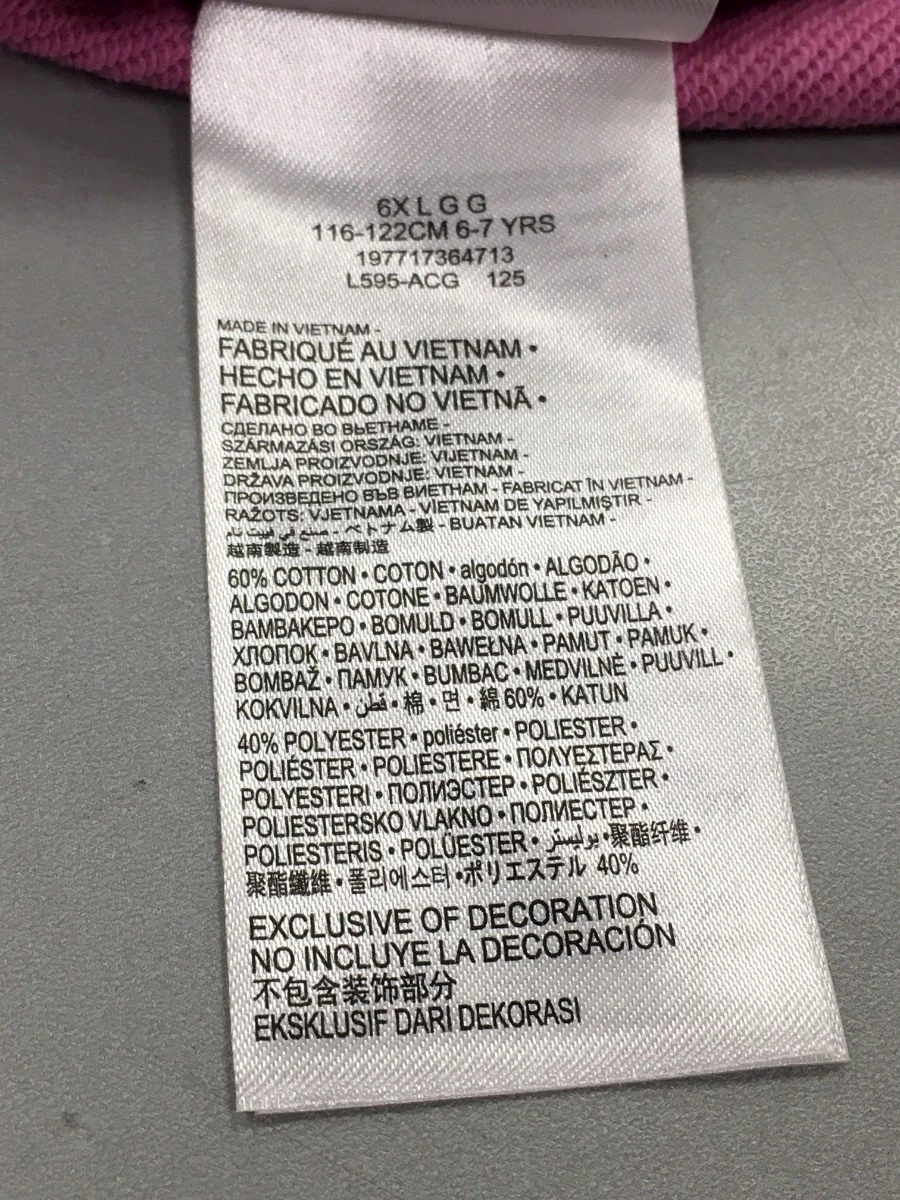 6X L G G
116-122CM 6-7 YRS
197717364713
L595-ACG 125
MADE IN VIETNAM -
FABRIQUÉ AU VIETNAM •
HECHO EN VIETNAM •
FABRICADO NO VIETNÃ •
СДЕЛАНО ВО ВЬЕТНАМЕ -
SZÁRMAZÁSI ORSZÁG: VIETNAM -
ZEMLJA PROIZVODNJE: VIJETNAM -
DRŽAVA PROIZVODNJE: VIETNAM -
ПРОИЗВЕДЕНО ВЪВ ВИЕТНАМ - FABRICAT ÎN VIETNAM -
RAŽOTS: VJETNAMA - VİETNAM DE YAPILMIŞTIR -
صنع في فييت نام - ベトナム製 - BUATAN VIETNAM -
越南製造 - 越南制造
60% COTTON • COTON • algodón • ALGODÃO •
ALGODON • COTONE • BAUMWOLLE • KATOEN •
ΒΑΜΒΑΚΕΡΟ • BOMULD • BOMULL • PUUVILLA •
ХЛОПОК • BAVLNA • BAWEŁNA • PAMUT • PAMUK •
BOMBAŽ • ПАМУК • BUMBAC • MEDVILNĖ • PUUVILL •
KOKVILNA • قطن • 棉 • 면 • 綿 60% • KATUN
40% POLYESTER • poliéster • POLIESTER •
POLIÉSTER • POLIESTERE • ΠΟΛΥΕΣΤΕΡΑΣ •
POLYESTERI • ПОЛИЭСТЕР • POLIÉSZTER •
POLIESTERSKO VLAKNO • ПОЛИЕСТЕР •
POLIESTERIS • POLÜESTER • بوليستر • 聚酯纤维 •
聚酯纖維 • 폴리에스터 • ポリエステル 40%
EXCLUSIVE OF DECORATION
NO INCLUYE LA DECORACIÓN
不包含装饰部分
EKSKLUSIF DARI DEKORASI